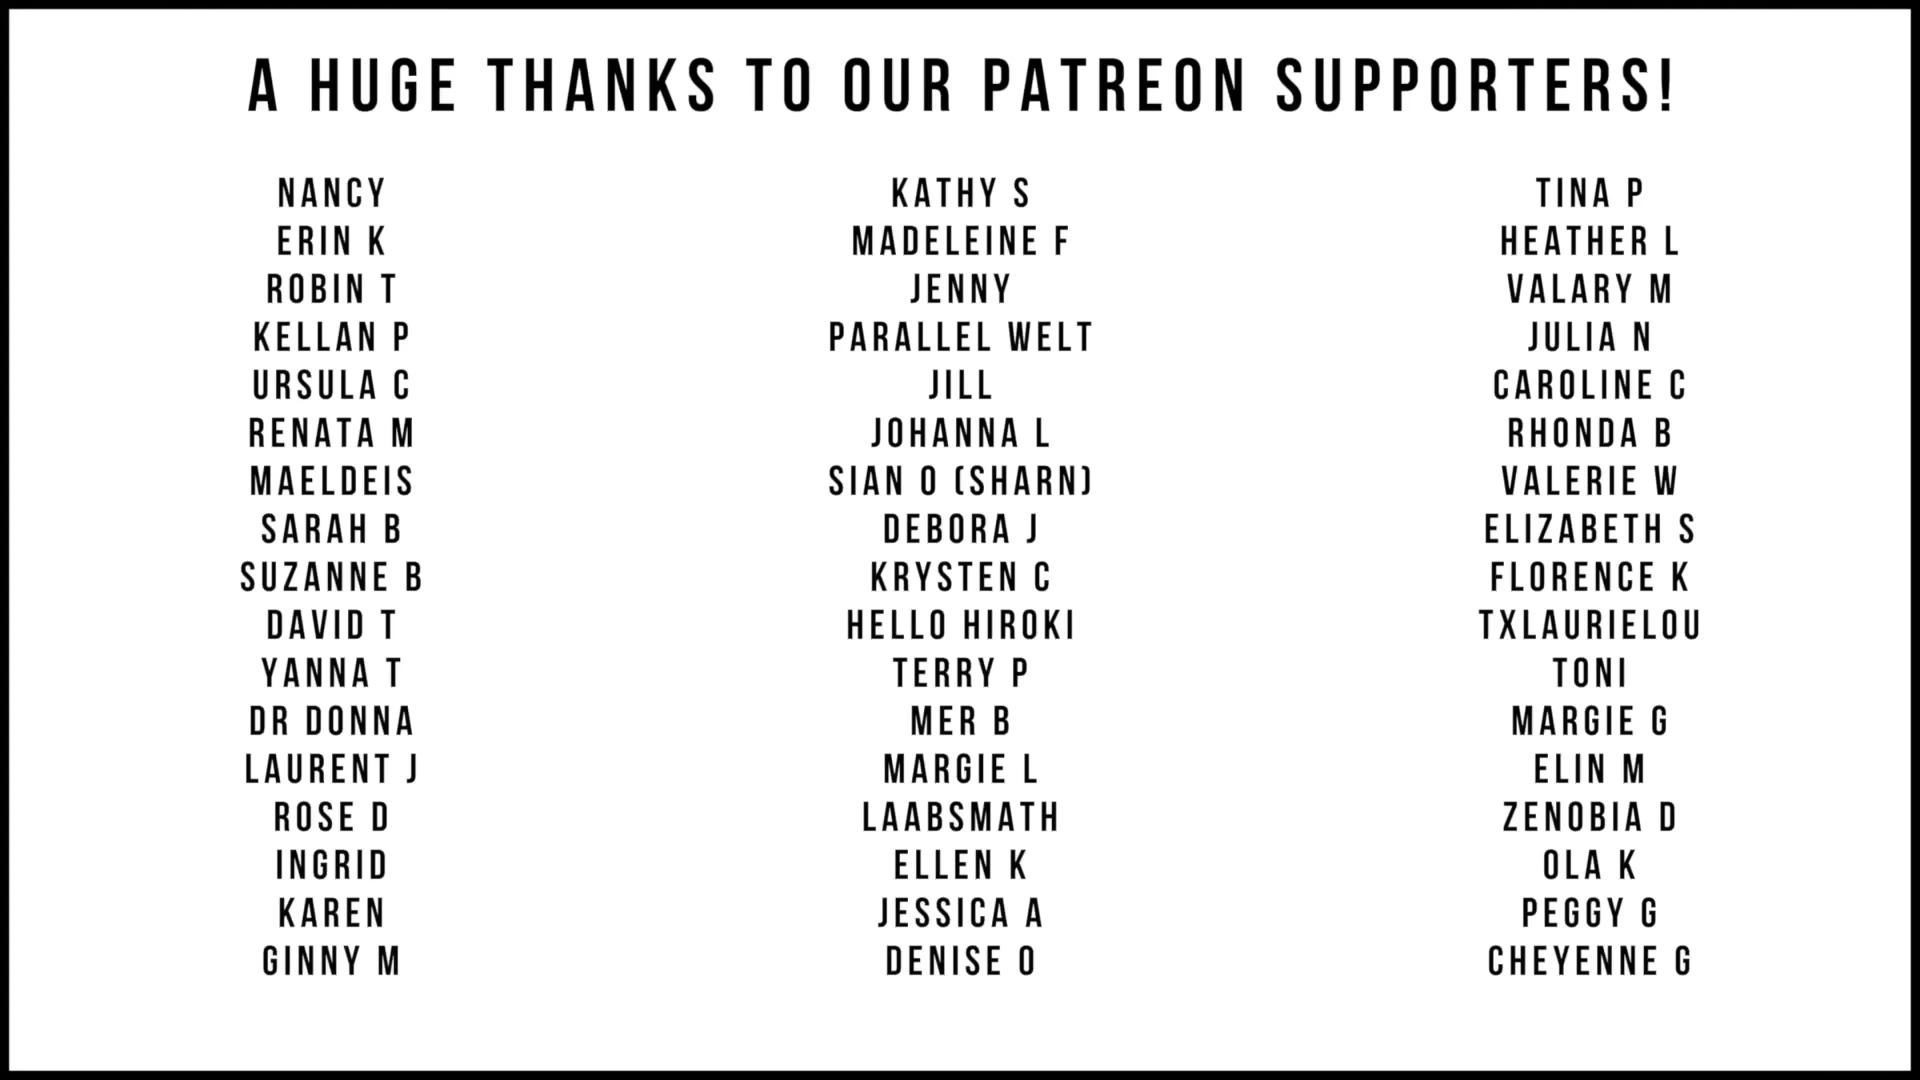 A HUGE THANKS TO OUR PATREON SUPPORTERS!
NANCY
ERIN K
ROBIN T
KELLAN P
URSULA C
RENATA M
MAELDEIS
SARAH B
SUZANNE B
DAVID T
YANNA T
DR DONNA
LAURENT J
ROSE D
INGRID
KAREN
GINNY M
KATHY S
MADELEINE F
JENNY
PARALLEL WELT
JILL
JOHANNA L
SIAN O (SHARN)
DEBORA J
KRYSTEN C
HELLO HIROKI
TERRY P
MER B
MARGIE L
LAABSMATH
ELLEN K
JESSICA A
DENISE O
TINA P
HEATHER L
VALARY M
JULIA N
CAROLINE C
RHONDA B
VALERIE W
ELIZABETH S
FLORENCE K
TXLAURIELOU
TONI
MARGIE G
ELIN M
ZENOBIA D
OLA K
PEGGY G
CHEYENNE G